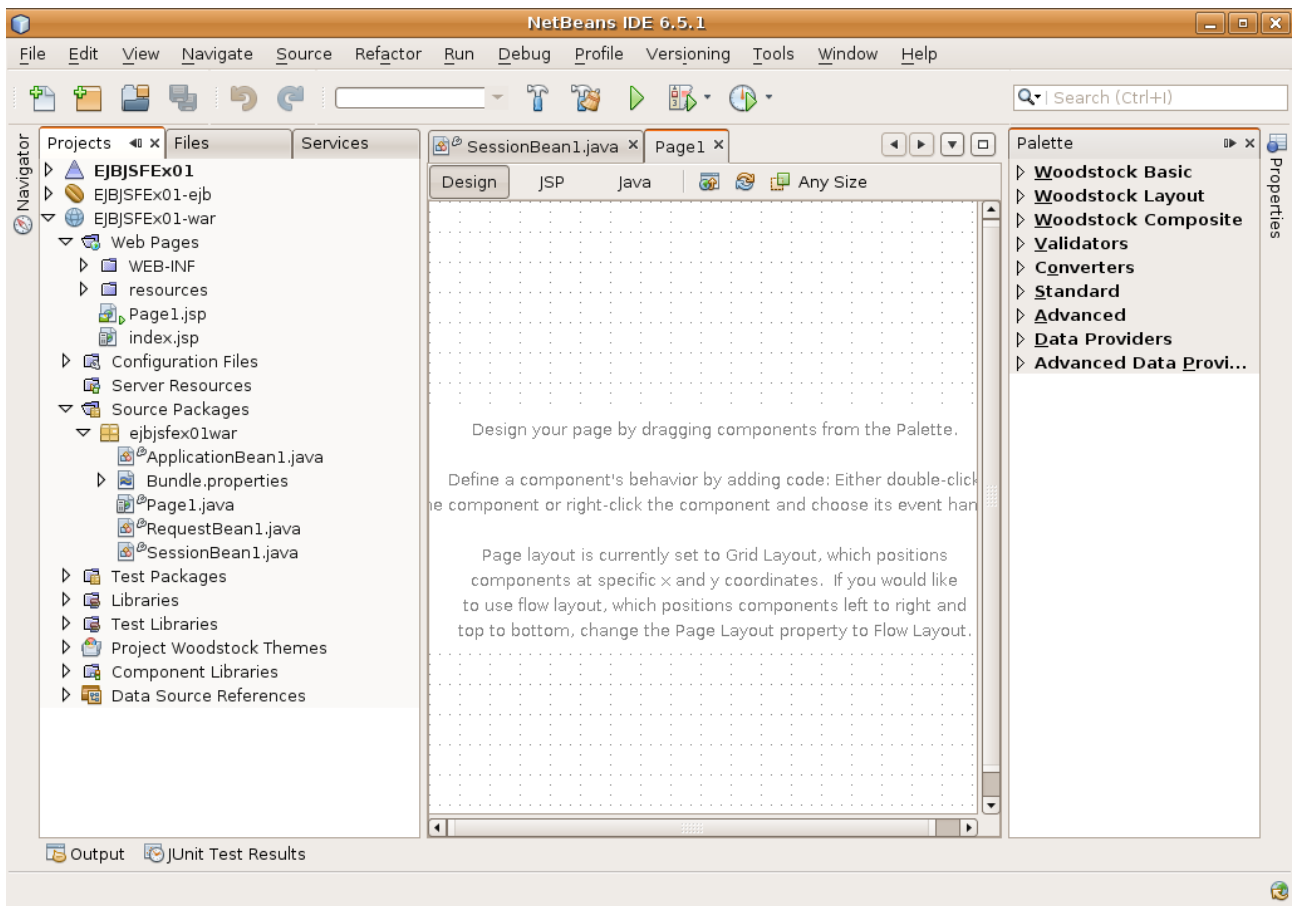 NetBeans IDE 6.5.1
File Edit View Navigate Source Refactor Run Debug Profile Versioning Tools Window Help
Search (Ctrl+I)
Navigator
Projects Files Services
EJBJSFEx01
EJBJSFEx01-ejb
EJBJSFEx01-war
Web Pages
WEB-INF
resources
Page1.jsp
index.jsp
Configuration Files
Server Resources
Source Packages
ejbjsfex01war
ApplicationBean1.java
Bundle.properties
Page1.java
RequestBean1.java
SessionBean1.java
Test Packages
Libraries
Test Libraries
Project Woodstock Themes
Component Libraries
Data Source References
SessionBean1.java Page1
Design JSP Java Any Size
Design your page by dragging components from the Palette.
Define a component's behavior by adding code: Either double-click
e component or right-click the component and choose its event han
Page layout is currently set to Grid Layout, which positions
components at specific x and y coordinates. If you would like
to use flow layout, which positions components left to right and
top to bottom, change the Page Layout property to Flow Layout.
Palette
Woodstock Basic
Woodstock Layout
Woodstock Composite
Validators
Converters
Standard
Advanced
Data Providers
Advanced Data Provi...
Properties
Output JUnit Test Results